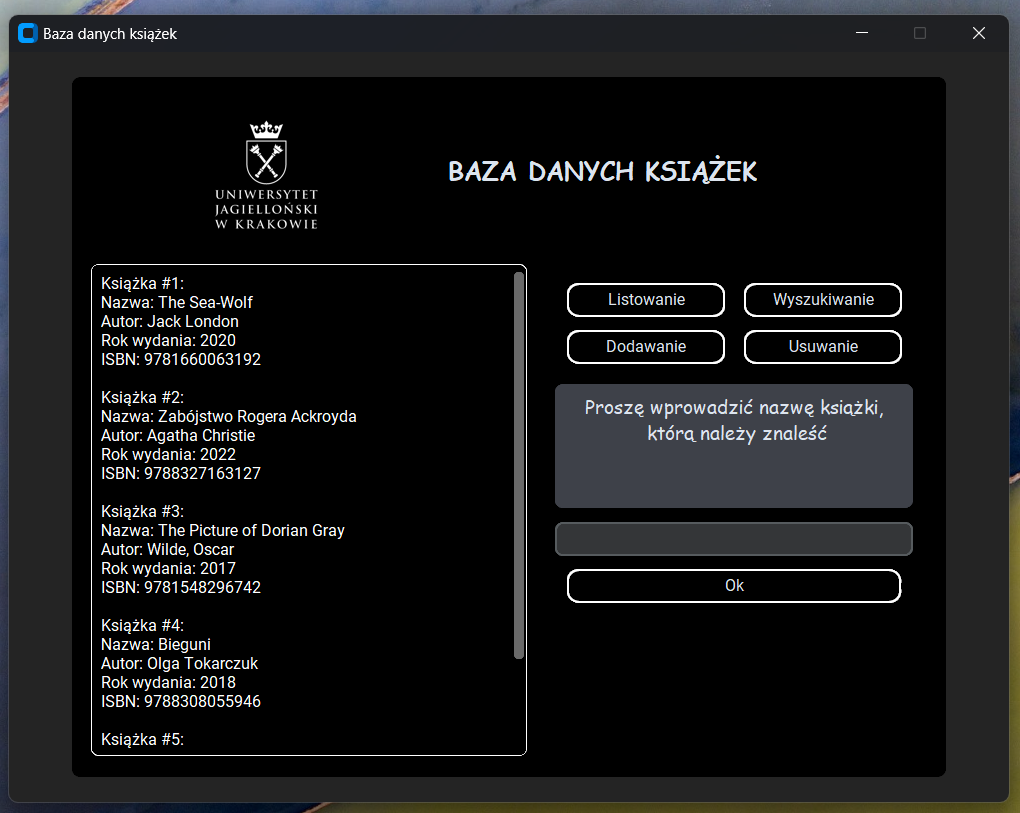 Baza danych książek
UNIWERSYTET
JAGIELLOŃSKI
W KRAKOWIE
BAZA DANYCH KSIĄŻEK
Książka #1:
Nazwa: The Sea-Wolf
Autor: Jack London
Rok wydania: 2020
ISBN: 9781660063192
Książka #2:
Nazwa: Zabójstwo Rogera Ackroyda
Autor: Agatha Christie
Rok wydania: 2022
ISBN: 9788327163127
Książka #3:
Nazwa: The Picture of Dorian Gray
Autor: Wilde, Oscar
Rok wydania: 2017
ISBN: 9781548296742
Książka #4:
Nazwa: Bieguni
Autor: Olga Tokarczuk
Rok wydania: 2018
ISBN: 9788308055946
Książka #5:
Listowanie
Wyszukiwanie
Dodawanie
Usuwanie
Proszę wprowadzić nazwę książki,
którą należy znaleść
Ok